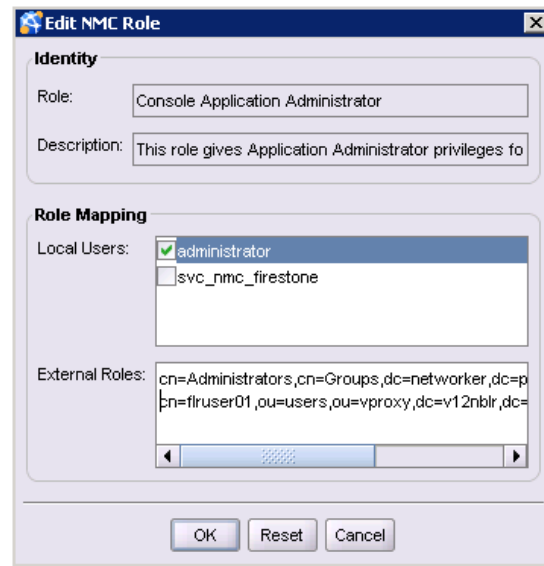 Edit NMC Role
Identity
Role: Console Application Administrator
Description: This role gives Application Administrator privileges fo
Role Mapping
Local Users: administrator
svc_nmc_firestone
External Roles: cn=Administrators,cn=Groups,dc=networker,dc=p
cn=flruser01,ou=users,ou=vproxy,dc=v12nblr,dc=
OK Reset Cancel